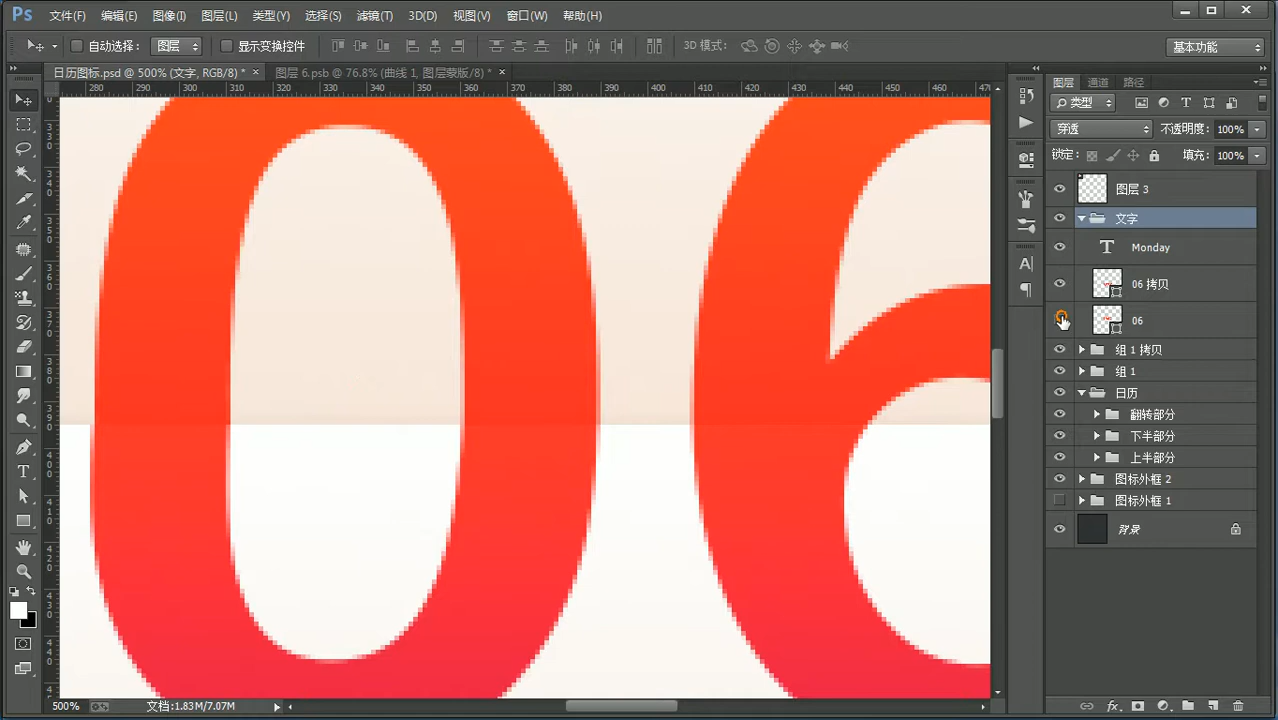 Ps 文件(F) 编辑(E) 图像(I) 图层(L) 类型(Y) 选择(S) 滤镜(T) 3D(D) 视图(V) 窗口(W) 帮助(H)
自动选择: 图层 显示变换控件 3D 模式: 基本功能
日历图标.psd @ 500% (文字, RGB/8) * × 图层 6.psb @ 76.8% (曲线 1, 图层蒙版/8) * ×
图层 通道 路径
280 290 300 310 320 330 340 350 360 370 380 390 400 410 420 430 440 450 460 470
类型
穿透 不透明度: 100%
锁定: 填充: 100%
图层 3
文字
T Monday
06 拷贝
06
组 1 拷贝
组 1
日历
翻转部分
下半部分
上半部分
图标外框 2
图标外框 1
背景
06
500% 文档:1.83M/7.07M